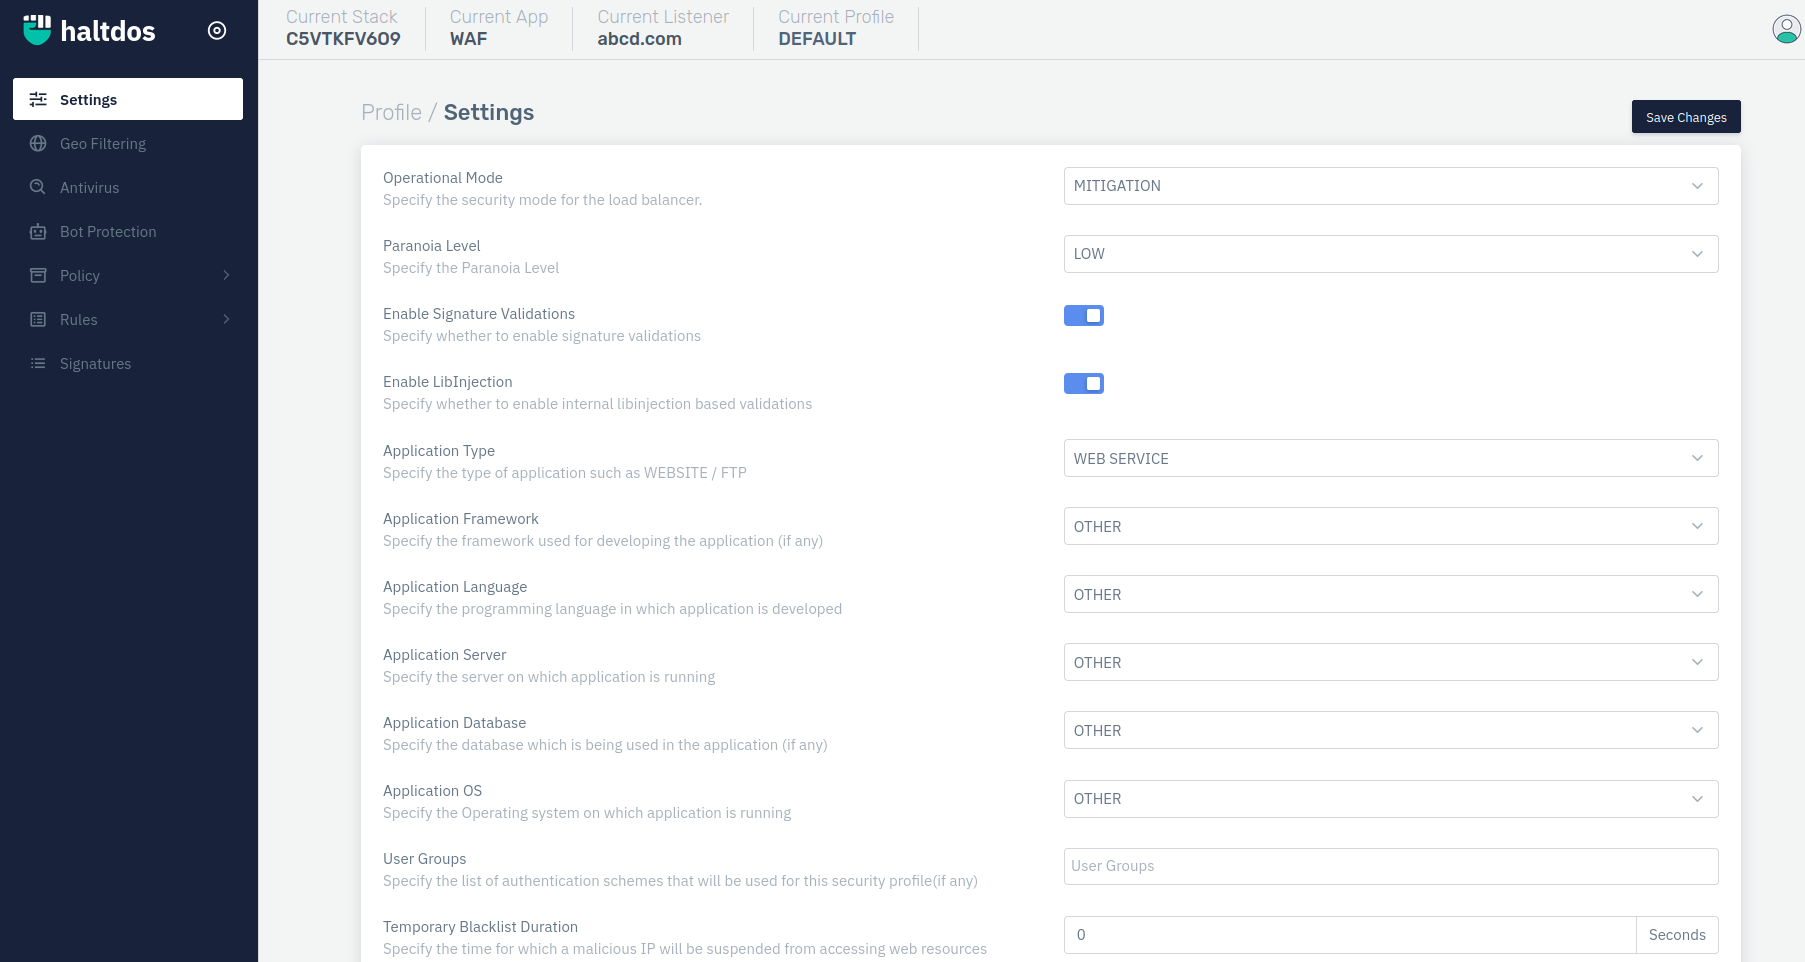 haltdos
Current Stack
C5VTKFV6O9
Current App
WAF
Current Listener
abcd.com
Current Profile
DEFAULT
Settings
Geo Filtering
Antivirus
Bot Protection
Policy
Rules
Signatures
Profile / Settings
Save Changes
Operational Mode
Specify the security mode for the load balancer.
MITIGATION
Paranoia Level
Specify the Paranoia Level
LOW
Enable Signature Validations
Specify whether to enable signature validations
Enable LibInjection
Specify whether to enable internal libinjection based validations
Application Type
Specify the type of application such as WEBSITE / FTP
WEB SERVICE
Application Framework
Specify the framework used for developing the application (if any)
OTHER
Application Language
Specify the programming language in which application is developed
OTHER
Application Server
Specify the server on which application is running
OTHER
Application Database
Specify the database which is being used in the application (if any)
OTHER
Application OS
Specify the Operating system on which application is running
OTHER
User Groups
Specify the list of authentication schemes that will be used for this security profile(if any)
User Groups
Temporary Blacklist Duration
Specify the time for which a malicious IP will be suspended from accessing web resources
0
Seconds